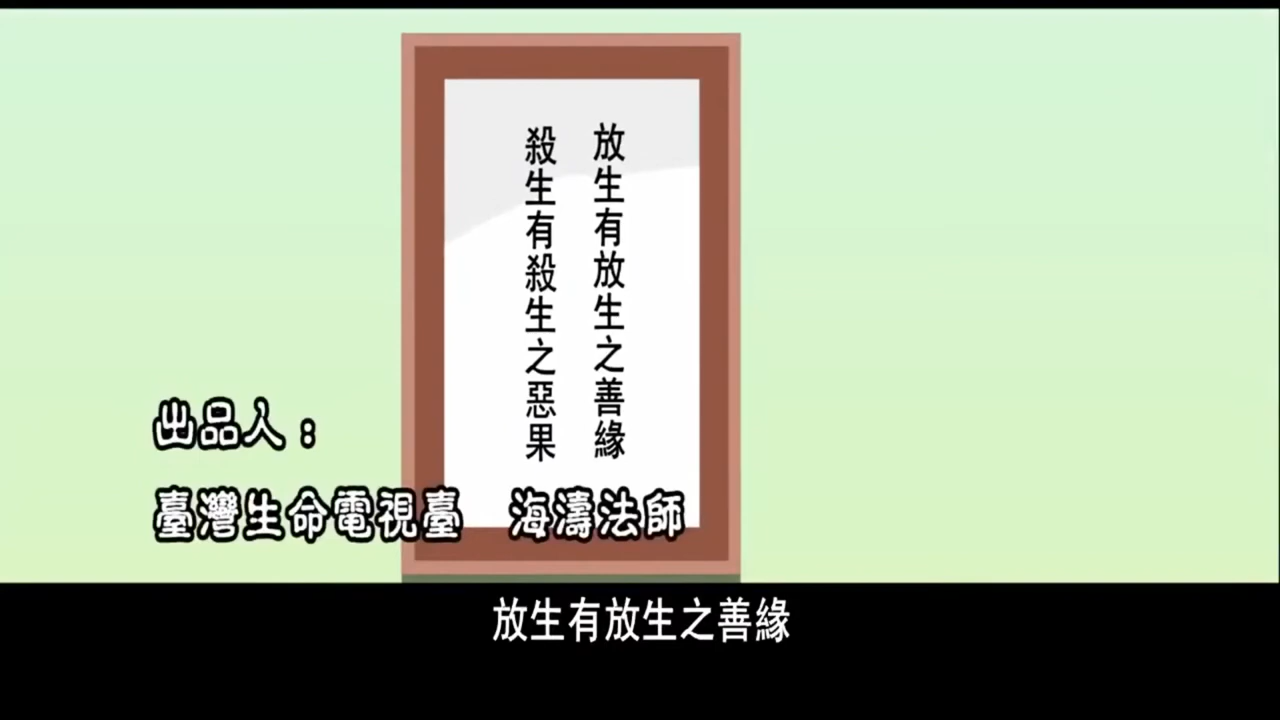 放生有放生之善緣
殺生有殺生之惡果
出品人：
臺灣生命電視臺　海濤法師
放生有放生之善緣